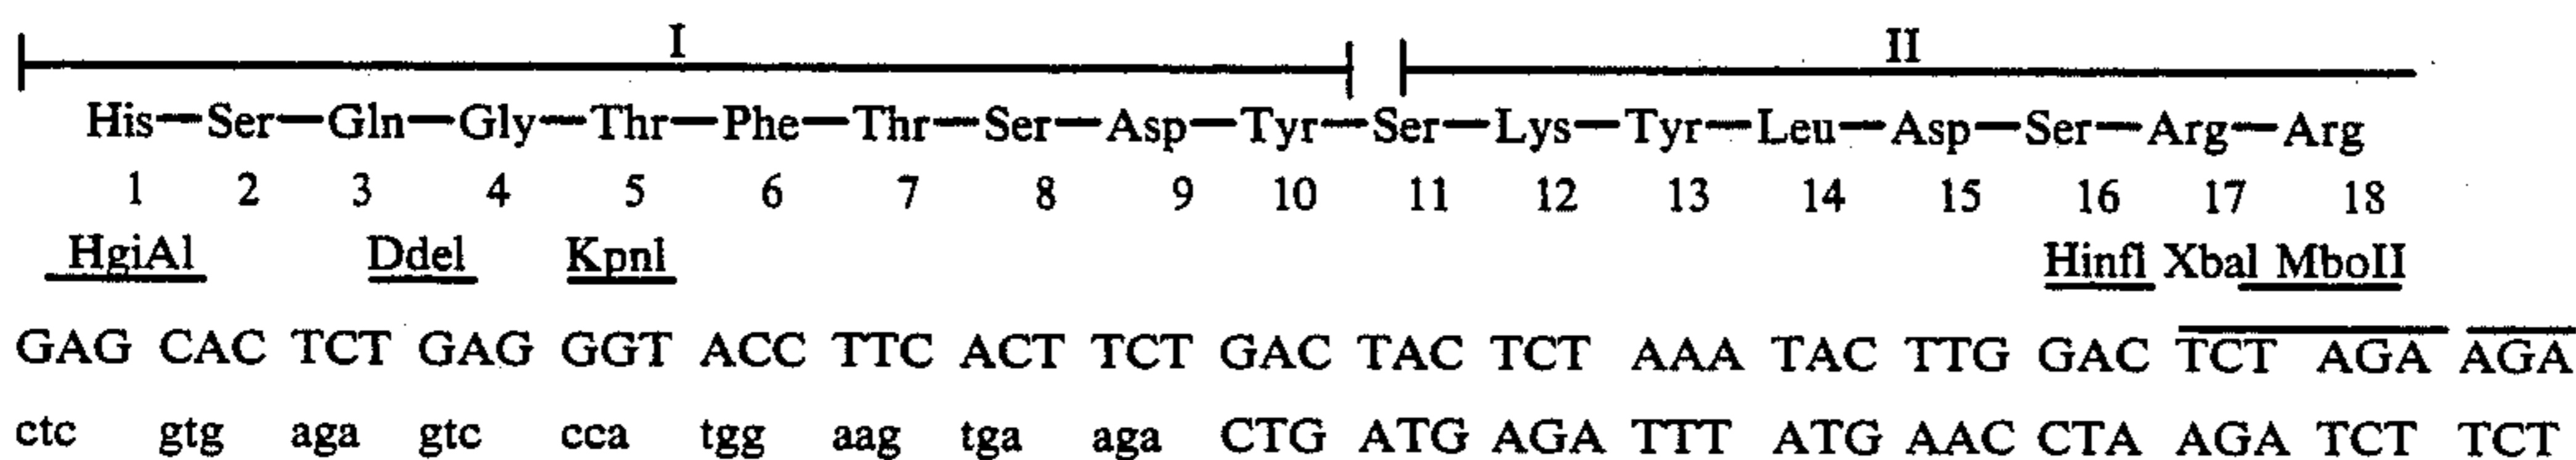 I II
His—Ser—Gln—Gly—Thr—Phe—Thr—Ser—Asp—Tyr—Ser—Lys—Tyr—Leu—Asp—Ser—Arg—Arg
1 2 3 4 5 6 7 8 9 10 11 12 13 14 15 16 17 18
HgiAl Ddel Kpnl Hinfl Xbal MboII
GAG CAC TCT GAG GGT ACC TTC ACT TCT GAC TAC TCT AAA TAC TTG GAC TCT AGA AGA
ctc gtg aga gtc cca tgg aag tga aga CTG ATG AGA TTT ATG AAC CTA AGA TCT TCT